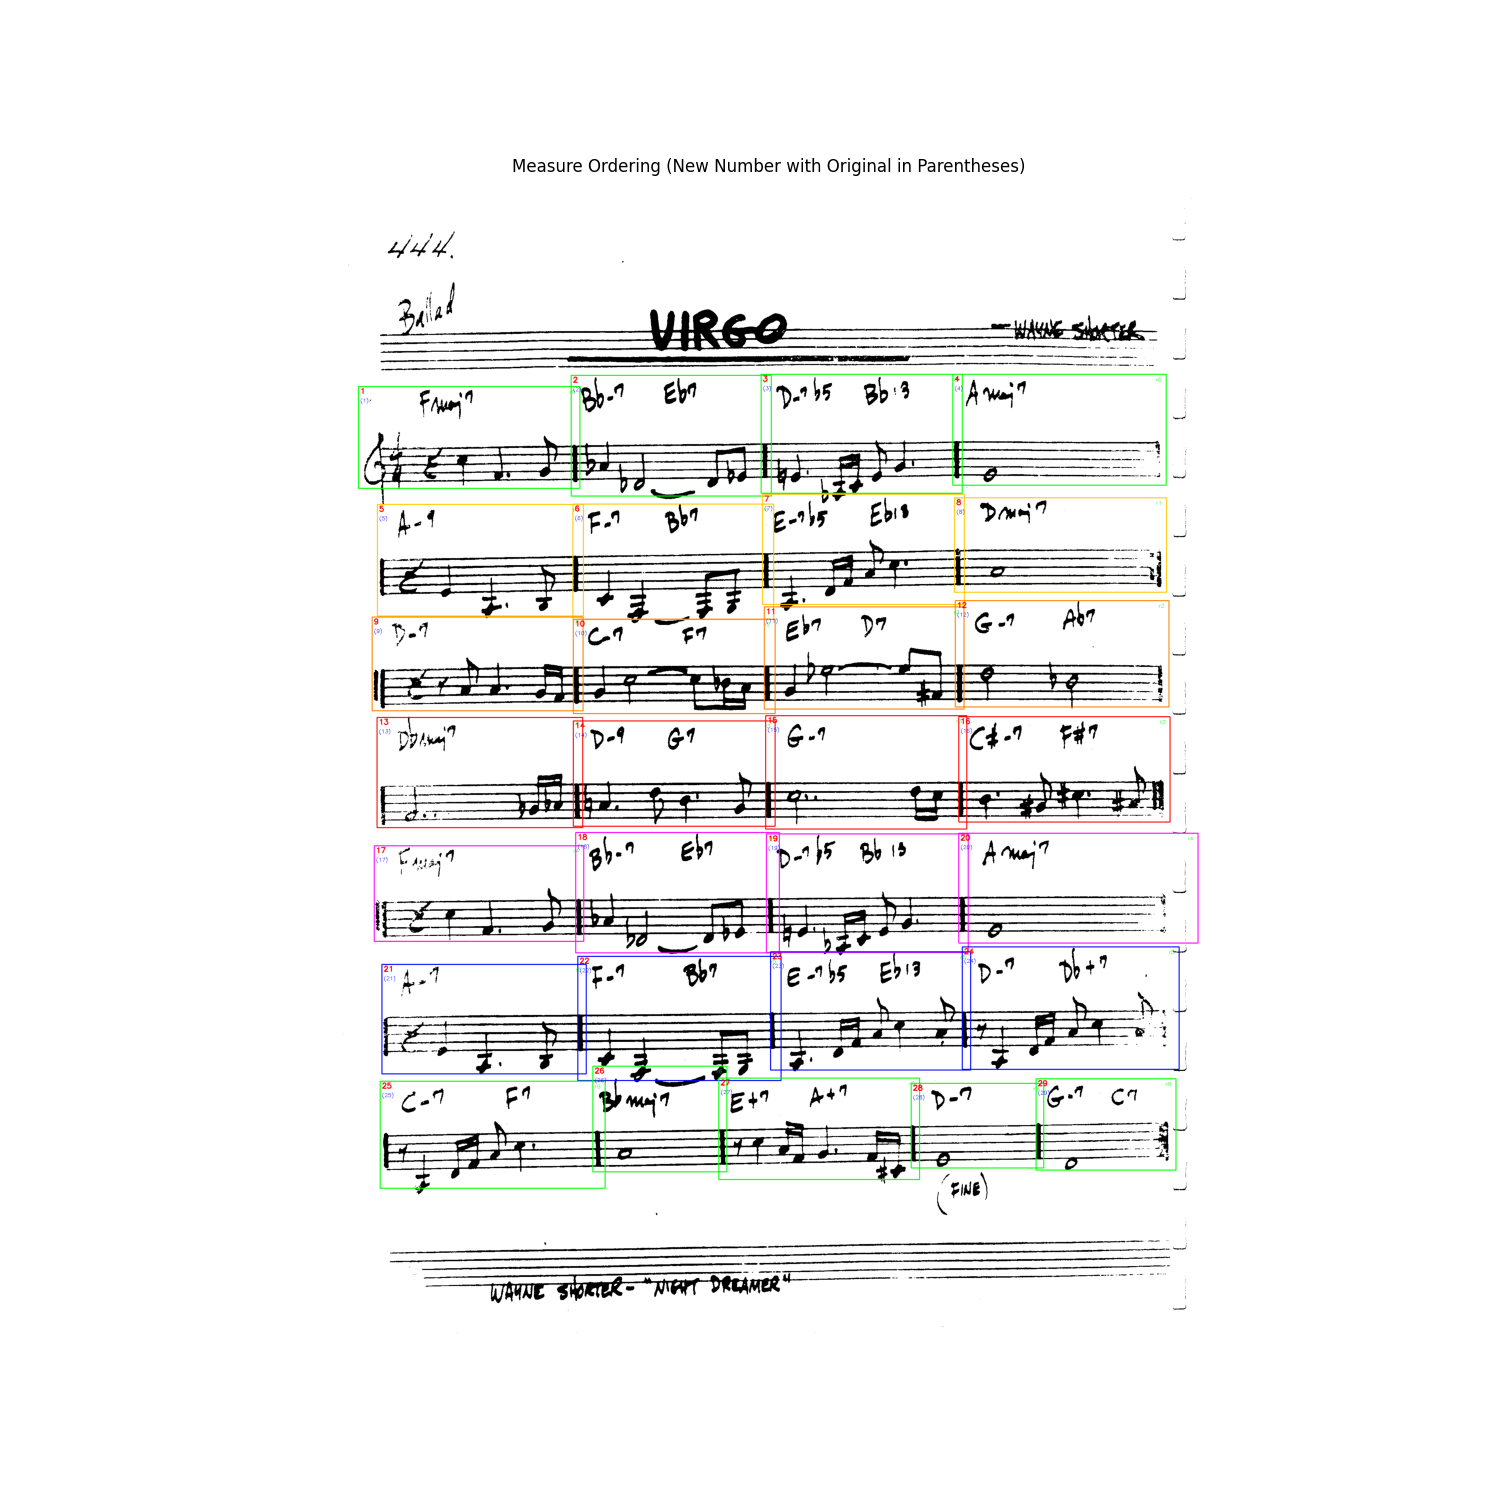 Measure Ordering (New Number with Original in Parentheses)
444.
Ballad
VIRGO
— WAYNE SHORTER
1 2 3 4
(1) (3) (4)
Fmaj7 Bb-7 Eb7 D-7b5 Bb13 Amaj7
5 6 7 8
(5) (6) (7) (8)
A-9 F-7 Bb7 E-7b5 Eb13 Dmaj7
9 10 11 12
(9) (10) (11) (12)
D-7 C-7 F7 Eb7 D7 G-7 Ab7
13 14 15 16
(13) (14) (15) (16)
Dbmaj7 D-9 G7 G-7 C#-7 F#7
17 18 19 20
(17) (18) (19) (20)
Fmaj7 Bb-7 Eb7 D-7b5 Bb13 Amaj7
21 22 23 24
(21) (22) (23) (24)
A-7 F-7 Bb7 E-7b5 Eb13 D-7 Db+7
25 26 27 28 29
(25) (27) (28) (29)
C-7 F7 Bbmaj7 E+7 A+7 D-7 G-7 C7
(FINE)
WAYNE SHORTER - "NIGHT DREAMER"